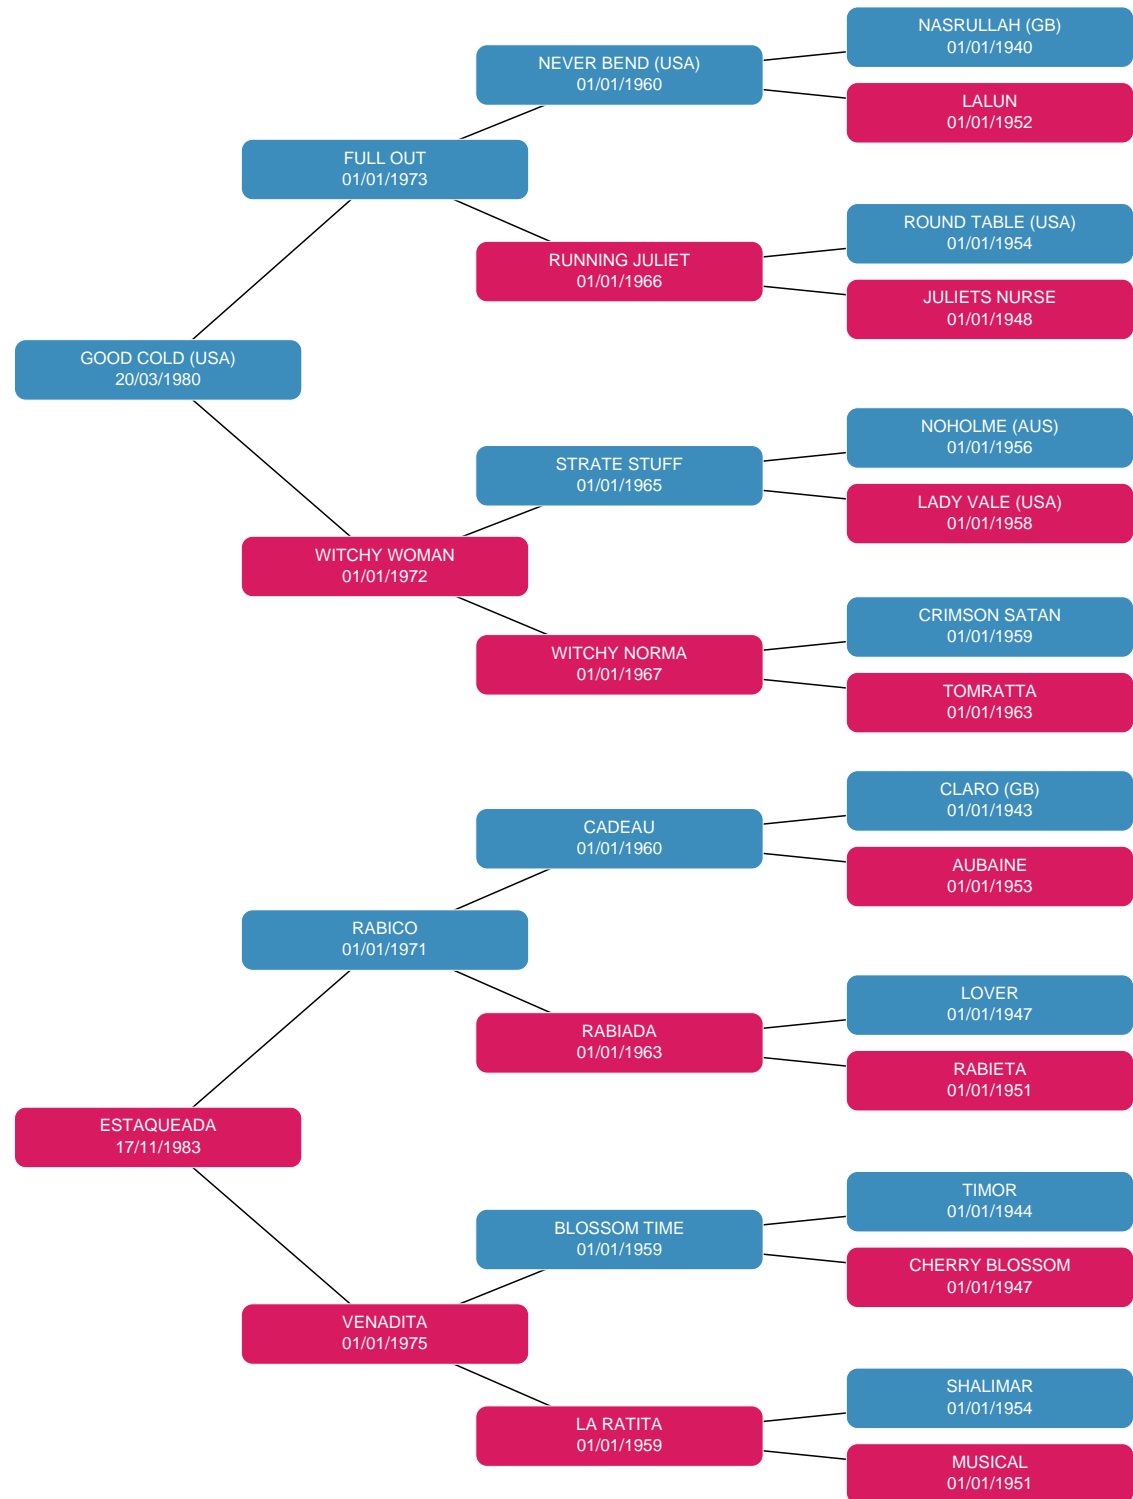 NASRULLAH (GB)
01/01/1940
NEVER BEND (USA)
01/01/1960
LALUN
01/01/1952
FULL OUT
01/01/1973
ROUND TABLE (USA)
01/01/1954
RUNNING JULIET
01/01/1966
JULIETS NURSE
01/01/1948
GOOD COLD (USA)
20/03/1980
NOHOLME (AUS)
01/01/1956
STRATE STUFF
01/01/1965
LADY VALE (USA)
01/01/1958
WITCHY WOMAN
01/01/1972
CRIMSON SATAN
01/01/1959
WITCHY NORMA
01/01/1967
TOMRATTA
01/01/1963
CLARO (GB)
01/01/1943
CADEAU
01/01/1960
AUBAINE
01/01/1953
RABICO
01/01/1971
LOVER
01/01/1947
RABIADA
01/01/1963
RABIETA
01/01/1951
ESTAQUEADA
17/11/1983
TIMOR
01/01/1944
BLOSSOM TIME
01/01/1959
CHERRY BLOSSOM
01/01/1947
VENADITA
01/01/1975
SHALIMAR
01/01/1954
LA RATITA
01/01/1959
MUSICAL
01/01/1951